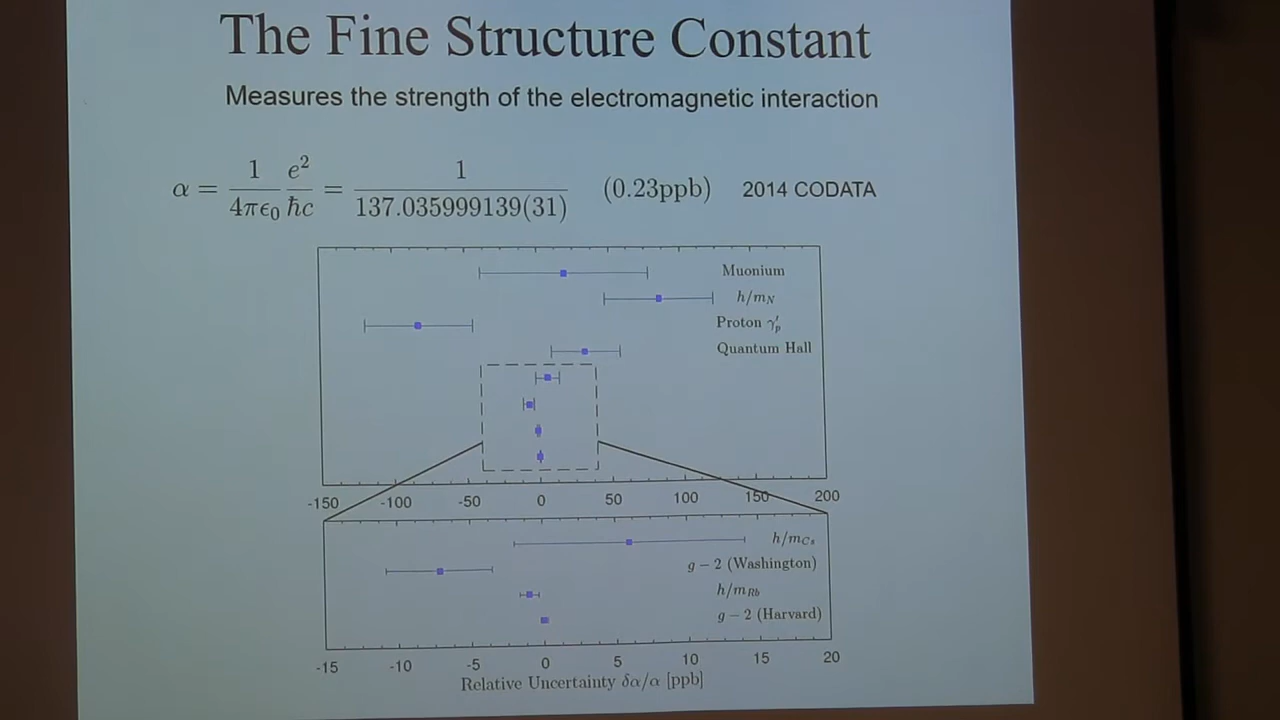 The Fine Structure Constant
Measures the strength of the electromagnetic interaction
α = 1/4πϵ₀ e²/ħc = 1/137.035999139(31) (0.23ppb) 2014 CODATA
Muonium
h/m_N
Proton γ′_p
Quantum Hall
-150 -100 -50 0 50 100 150 200
h/m_Cs
g − 2 (Washington)
h/m_Rb
g − 2 (Harvard)
-15 -10 -5 0 5 10 15 20
Relative Uncertainty δα/α [ppb]